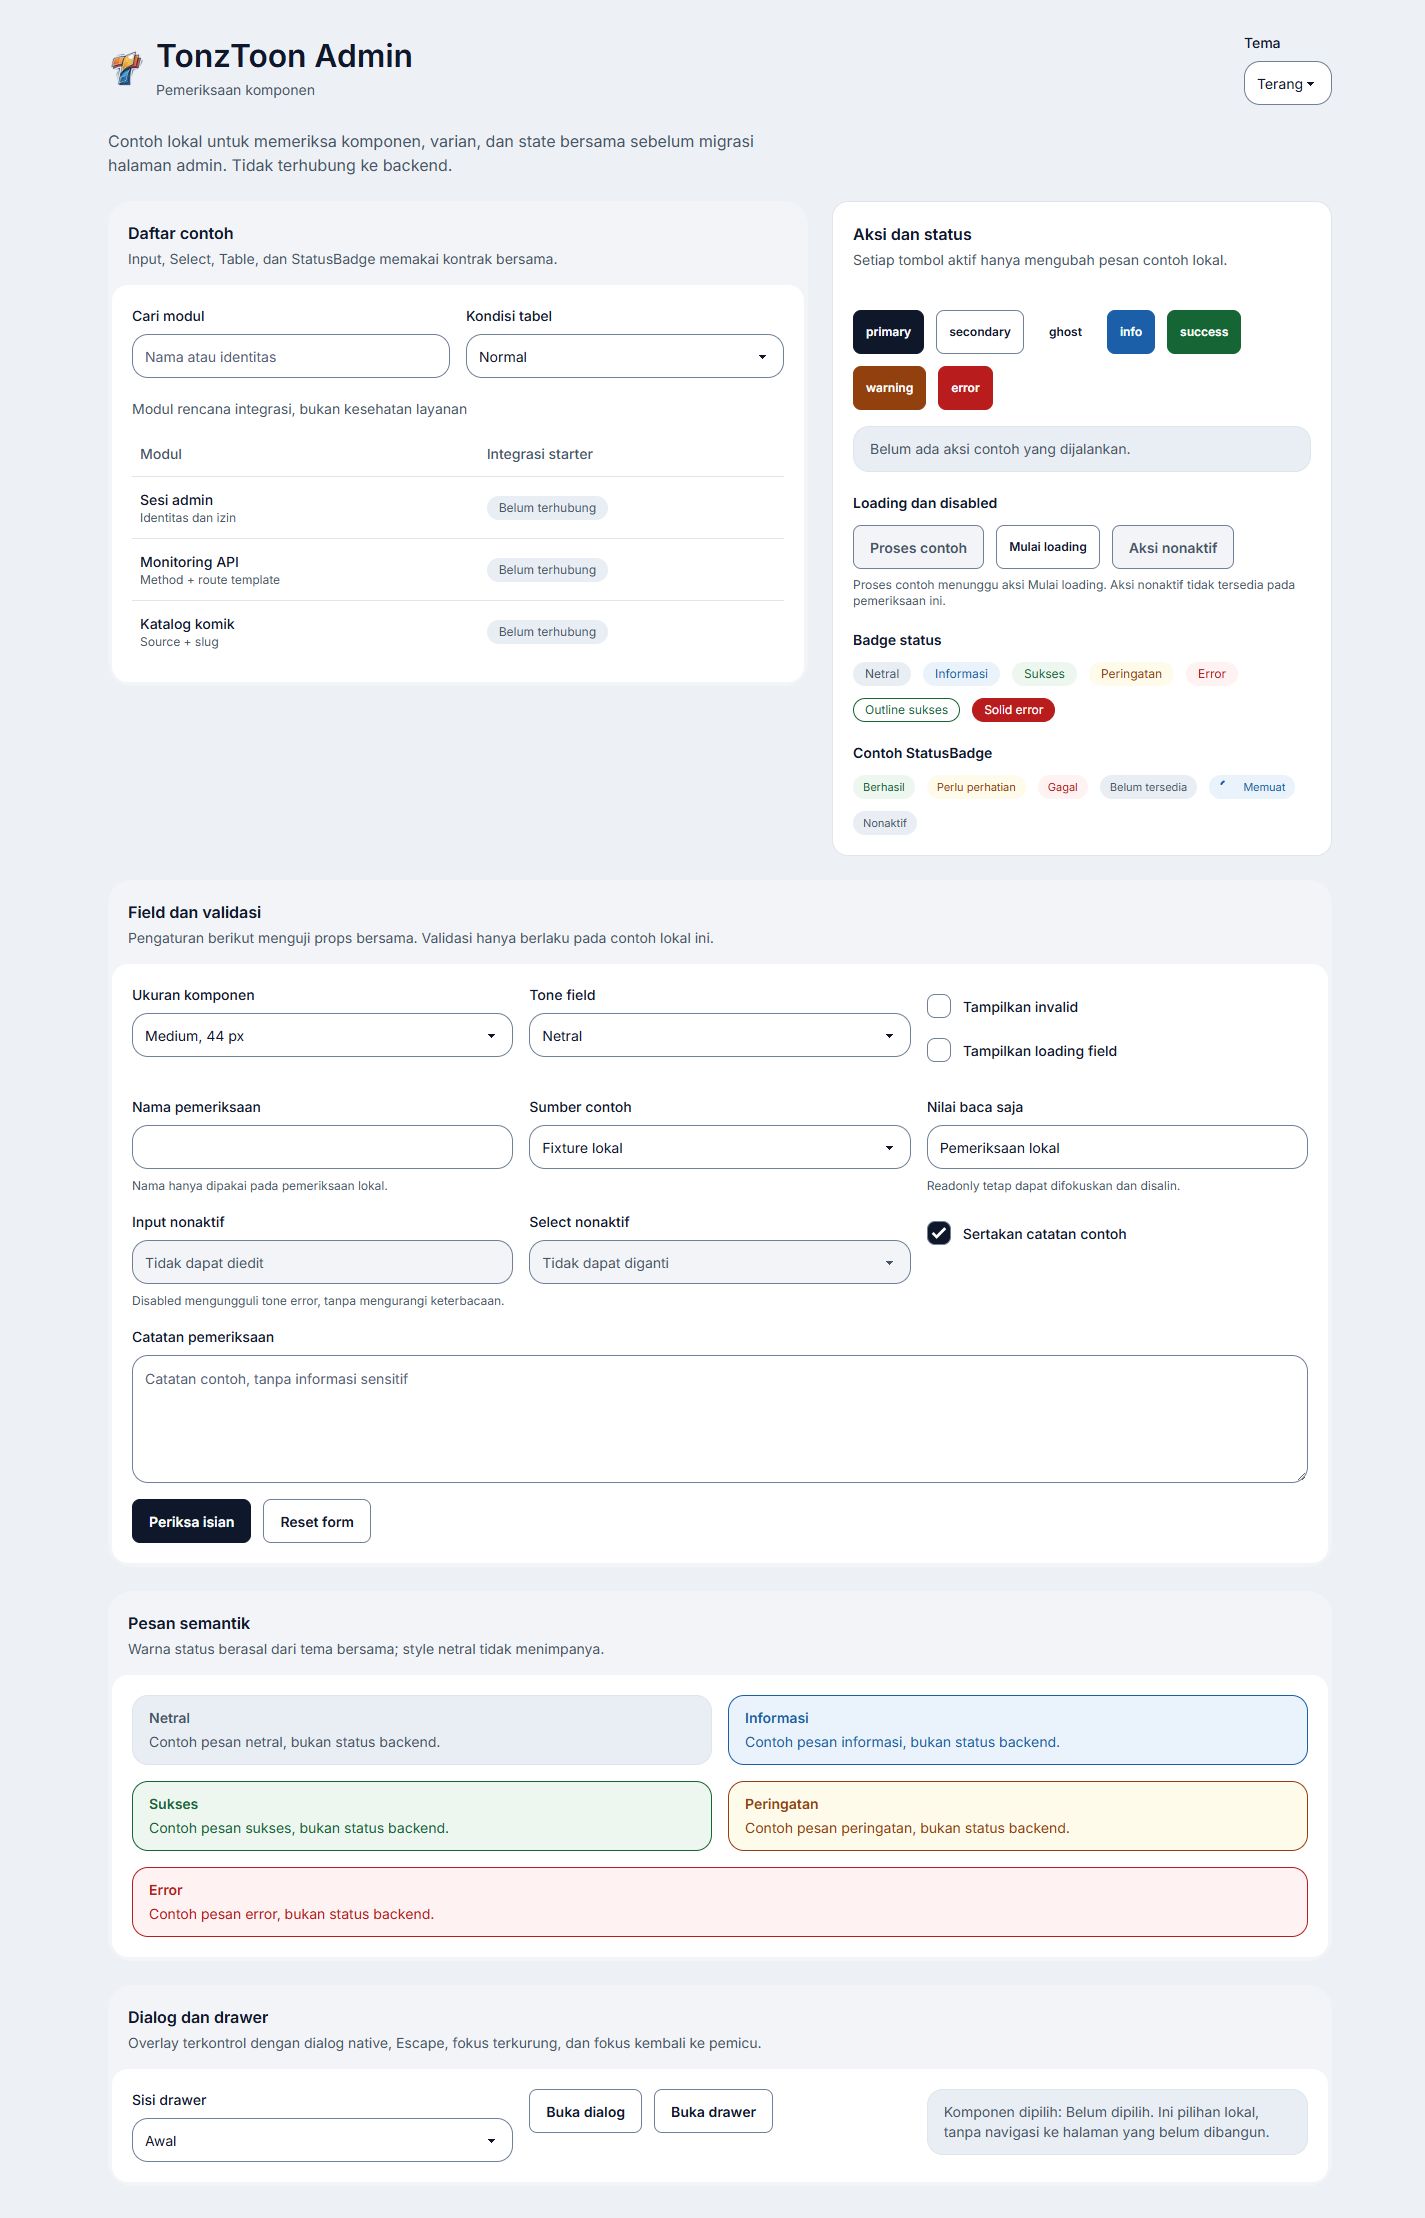 TonzToon Admin
Pemeriksaan komponen
Tema
Terang
Contoh lokal untuk memeriksa komponen, varian, dan state bersama sebelum migrasi
halaman admin. Tidak terhubung ke backend.
Daftar contoh
Input, Select, Table, dan StatusBadge memakai kontrak bersama.
Cari modul
Kondisi tabel
Nama atau identitas
Normal
Modul rencana integrasi, bukan kesehatan layanan
Modul
Integrasi starter
Sesi admin
Identitas dan izin
Belum terhubung
Monitoring API
Method + route template
Belum terhubung
Katalog komik
Source + slug
Belum terhubung
Aksi dan status
Setiap tombol aktif hanya mengubah pesan contoh lokal.
primary
secondary
ghost
info
success
warning
error
Belum ada aksi contoh yang dijalankan.
Loading dan disabled
Proses contoh
Mulai loading
Aksi nonaktif
Proses contoh menunggu aksi Mulai loading. Aksi nonaktif tidak tersedia pada
pemeriksaan ini.
Badge status
Netral
Informasi
Sukses
Peringatan
Error
Outline sukses
Solid error
Contoh StatusBadge
Berhasil
Perlu perhatian
Gagal
Belum tersedia
Memuat
Nonaktif
Field dan validasi
Pengaturan berikut menguji props bersama. Validasi hanya berlaku pada contoh lokal ini.
Ukuran komponen
Tone field
Medium, 44 px
Netral
Tampilkan invalid
Tampilkan loading field
Nama pemeriksaan
Sumber contoh
Nilai baca saja
Fixture lokal
Pemeriksaan lokal
Nama hanya dipakai pada pemeriksaan lokal.
Readonly tetap dapat difokuskan dan disalin.
Input nonaktif
Select nonaktif
Sertakan catatan contoh
Tidak dapat diedit
Tidak dapat diganti
Disabled mengungguli tone error, tanpa mengurangi keterbacaan.
Catatan pemeriksaan
Catatan contoh, tanpa informasi sensitif
Periksa isian
Reset form
Pesan semantik
Warna status berasal dari tema bersama; style netral tidak menimpanya.
Netral
Contoh pesan netral, bukan status backend.
Informasi
Contoh pesan informasi, bukan status backend.
Sukses
Contoh pesan sukses, bukan status backend.
Peringatan
Contoh pesan peringatan, bukan status backend.
Error
Contoh pesan error, bukan status backend.
Dialog dan drawer
Overlay terkontrol dengan dialog native, Escape, fokus terkurung, dan fokus kembali ke pemicu.
Sisi drawer
Awal
Buka dialog
Buka drawer
Komponen dipilih: Belum dipilih. Ini pilihan lokal,
tanpa navigasi ke halaman yang belum dibangun.